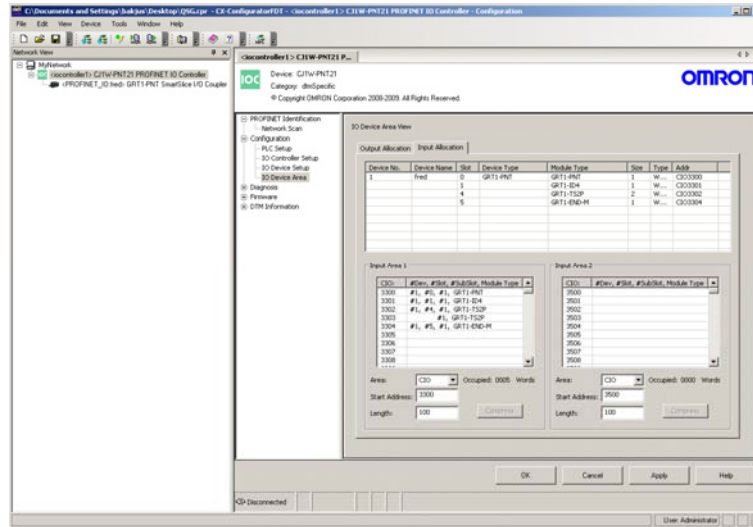 C:\Documents and Settings\bakjus\Desktop\QSG.cpr - CX-ConfiguratorFDT - <iocontroller1> CJ1W-PNT21 PROFINET IO Controller - Configuration
File Edit View Device Tools Window Help
Network View
MyNetwork
<iocontroller1> CJ1W-PNT21 PROFINET IO Controller
<PROFINET_IO:fred> GRT1-PNT SmartSlice I/O Coupler
<iocontroller1> CJ1W-PNT21 P...
IOC
Device: CJ1W-PNT21
Category: dtmSpecific
© Copyright OMRON Corporation 2008-2009. All Rights Reserved.
OMRON
PROFINET Identification
Network Scan
Configuration
PLC Setup
IO Controller Setup
IO Device Setup
IO Device Area
Diagnosis
Firmware
DTM Information
IO Device Area View
Output Allocation Input Allocation
Device No. Device Name Slot Device Type Module Type Size Type Addr
1 fred 0 GRT1-PNT GRT1-PNT 1 W... CIO3300
1 GRT1-ID4 1 W... CIO3301
4 GRT1-TS2P 2 W... CIO3302
5 GRT1-END-M 1 W... CIO3304
Input Area 1
CIO: #Dev, #Slot, #SubSlot, Module Type
3300 #1, #0, #1, GRT1-PNT
3301 #1, #1, #1, GRT1-ID4
3302 #1, #4, #1, GRT1-TS2P
3303 #1, GRT1-TS2P
3304 #1, #5, #1, GRT1-END-M
3305
3306
3307
3308
Area: CIO Occupied: 0005 Words
Start Address: 3300
Length: 100 Compress
Input Area 2
CIO: #Dev, #Slot, #SubSlot, Module Type
3500
3501
3502
3503
3504
3505
3506
3507
3508
Area: CIO Occupied: 0000 Words
Start Address: 3500
Length: 100 Compress
OK Cancel Apply Help
Disconnected
User: Administrator